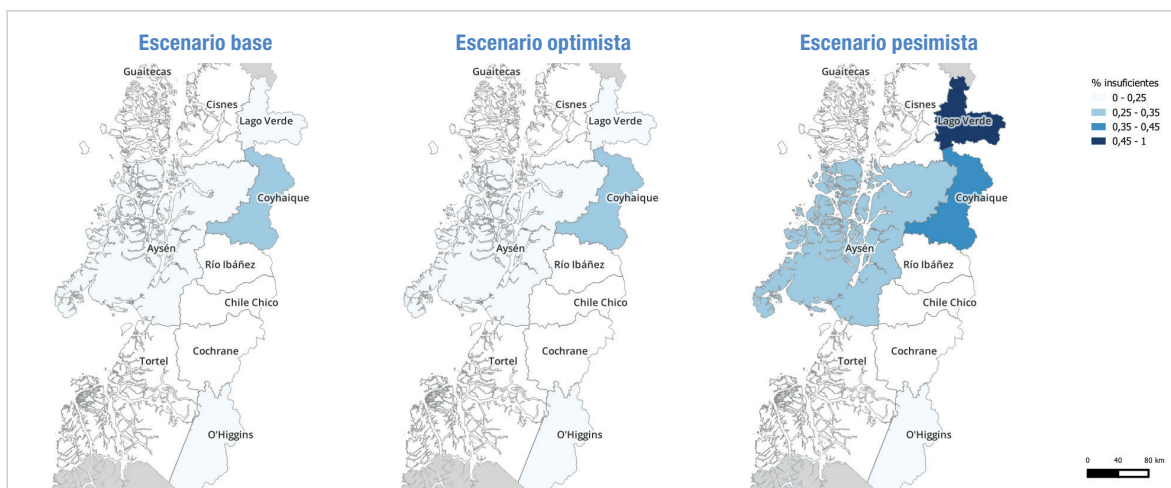 Escenario base
Guaitecas
Cisnes
Lago Verde
Coyhaique
Aysén
Río Ibáñez
Chile Chico
Cochrane
Tortel
O'Higgins
Escenario optimista
Guaitecas
Cisnes
Lago Verde
Coyhaique
Aysén
Río Ibáñez
Chile Chico
Cochrane
Tortel
O'Higgins
Escenario pesimista
Guaitecas
Cisnes
Lago Verde
Coyhaique
Aysén
Río Ibáñez
Chile Chico
Cochrane
Tortel
O'Higgins
% insuficientes
0 - 0,25
0,25 - 0,35
0,35 - 0,45
0,45 - 1
0 40 80 km